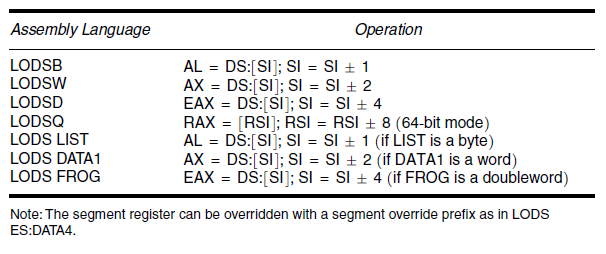 Assembly Language Operation
LODSB AL = DS:[SI]; SI = SI ± 1
LODSW AX = DS:[SI]; SI = SI ± 2
LODSD EAX = DS:[SI]; SI = SI ± 4
LODSQ RAX = [RSI]; RSI = RSI ± 8 (64-bit mode)
LODS LIST AL = DS:[SI]; SI = SI ± 1 (if LIST is a byte)
LODS DATA1 AX = DS:[SI]; SI = SI ± 2 (if DATA1 is a word)
LODS FROG EAX = DS:[SI]; SI = SI ± 4 (if FROG is a doubleword)
Note: The segment register can be overridden with a segment override prefix as in LODS
ES:DATA4.